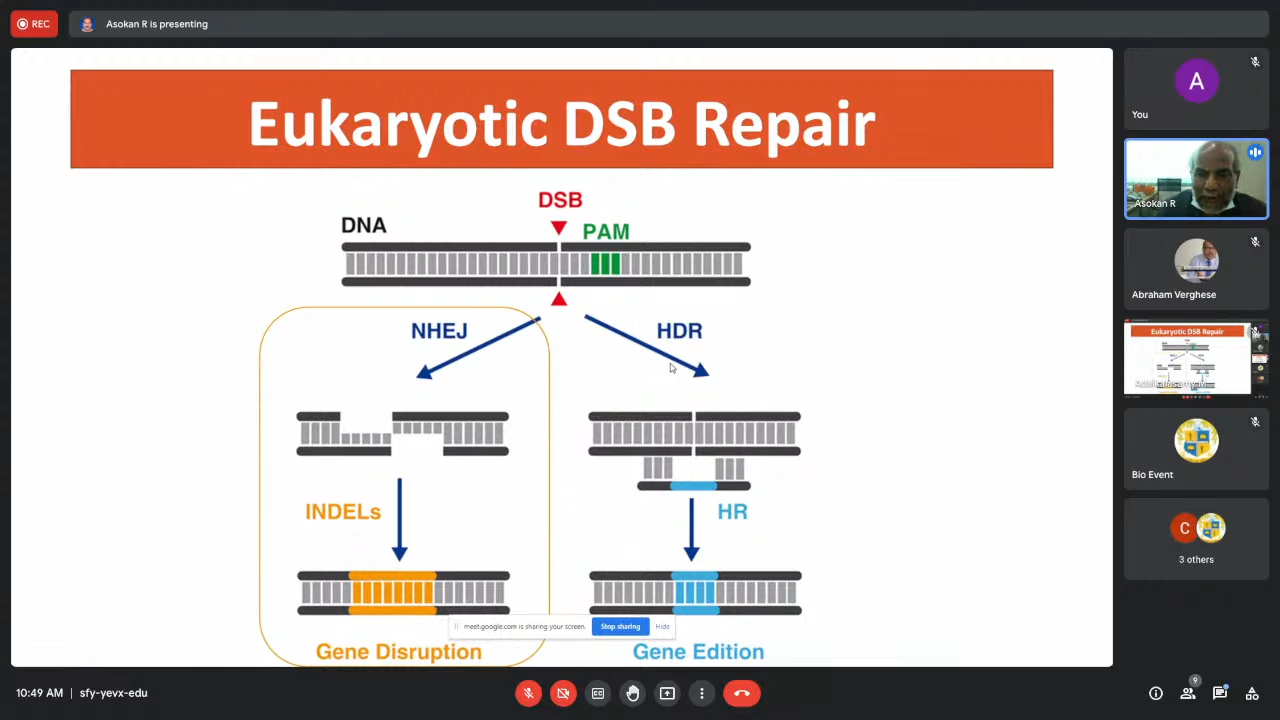 REC
Asokan R is presenting
Eukaryotic DSB Repair
DSB
DNA
PAM
NHEJ
HDR
INDELs
HR
meet.google.com is sharing your screen.
Stop sharing
Hide
Gene Disruption
Gene Edition
A
You
Asokan R
Abraham Verghese
Eukaryotic DSB Repair
Bio Event
C
3 others
10:49 AM | sfy-yevx-edu
CC
9